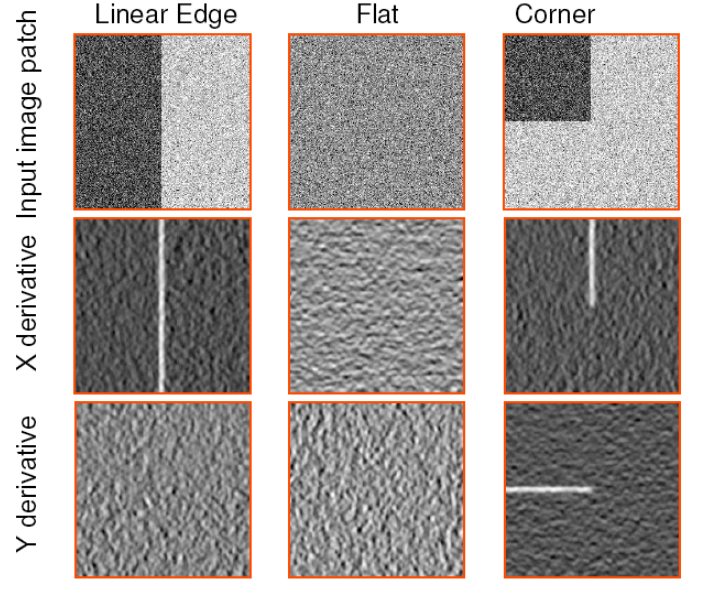 Linear Edge
Flat
Corner
Input image patch
X derivative
Y derivative